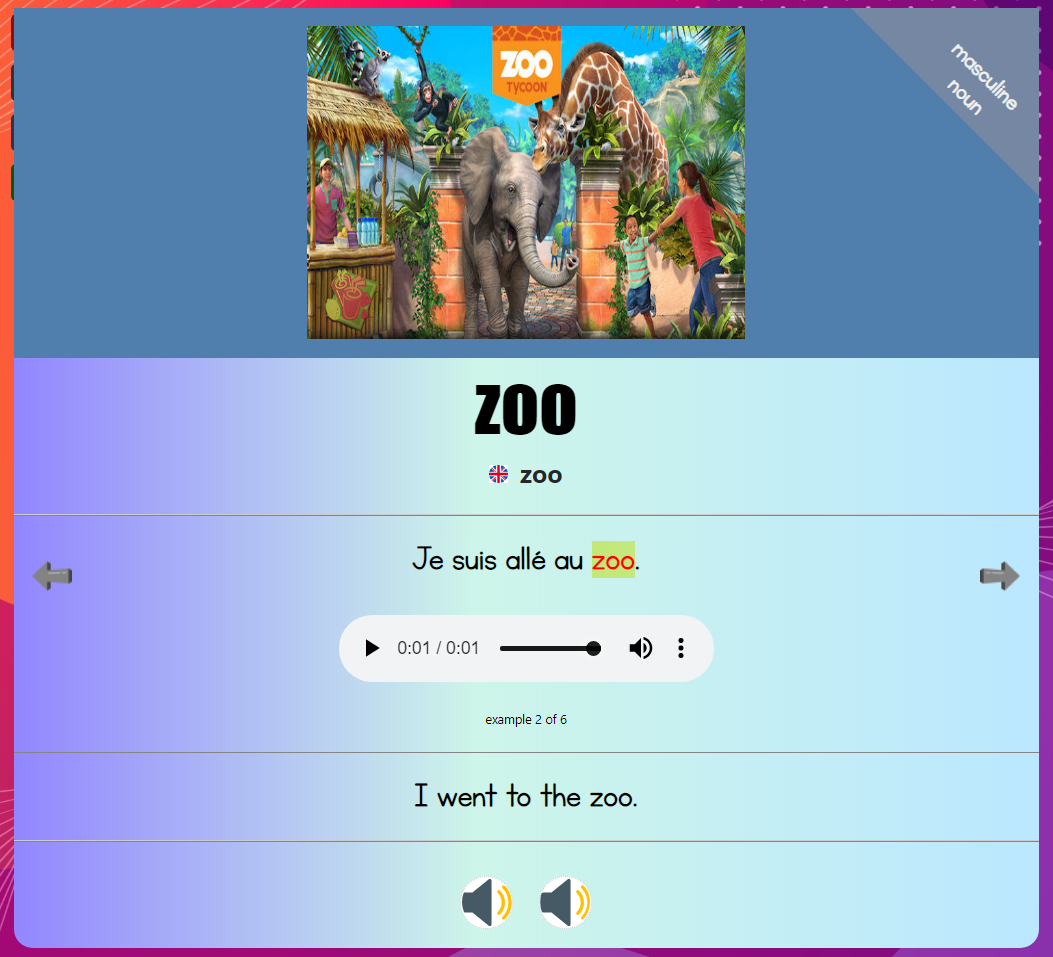 ZOO
TYCOON
masculine
noun
ZOO
zoo
Je suis allé au zoo.
0:01 / 0:01
example 2 of 6
I went to the zoo.